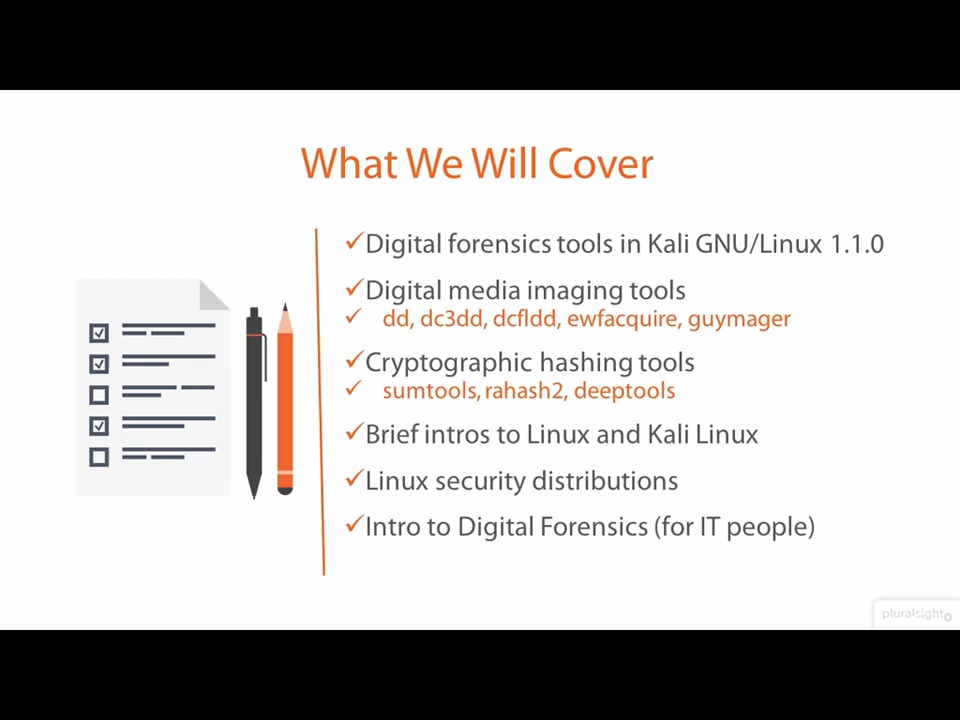 What We Will Cover
Digital forensics tools in Kali GNU/Linux 1.1.0
Digital media imaging tools
dd, dc3dd, dcfldd, ewfacquire, guymager
Cryptographic hashing tools
sumtools, rahash2, deeptools
Brief intros to Linux and Kali Linux
Linux security distributions
Intro to Digital Forensics (for IT people)
pluralsight